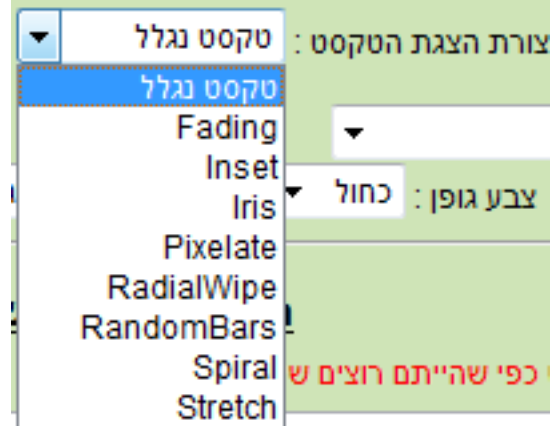 צורת הצגת הטקסט : טקסט נגלל
טקסט נגלל
Fading
Inset
צבע גופן : כחול
Iris
Pixelate
RadialWipe
RandomBars
Spiral
כפי שהייתם רוצים ש
Stretch